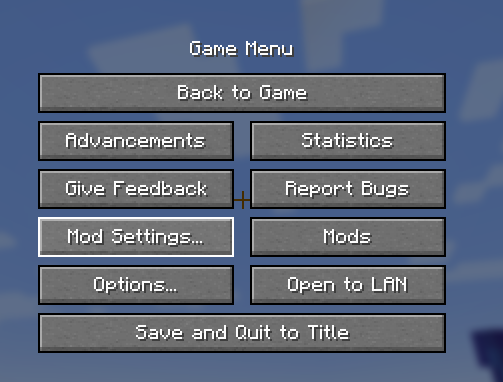 Game Menu
Back to Game
Advancements
Statistics
Give Feedback
Report Bugs
Mod Settings...
Mods
Options...
Open to LAN
Save and Quit to Title